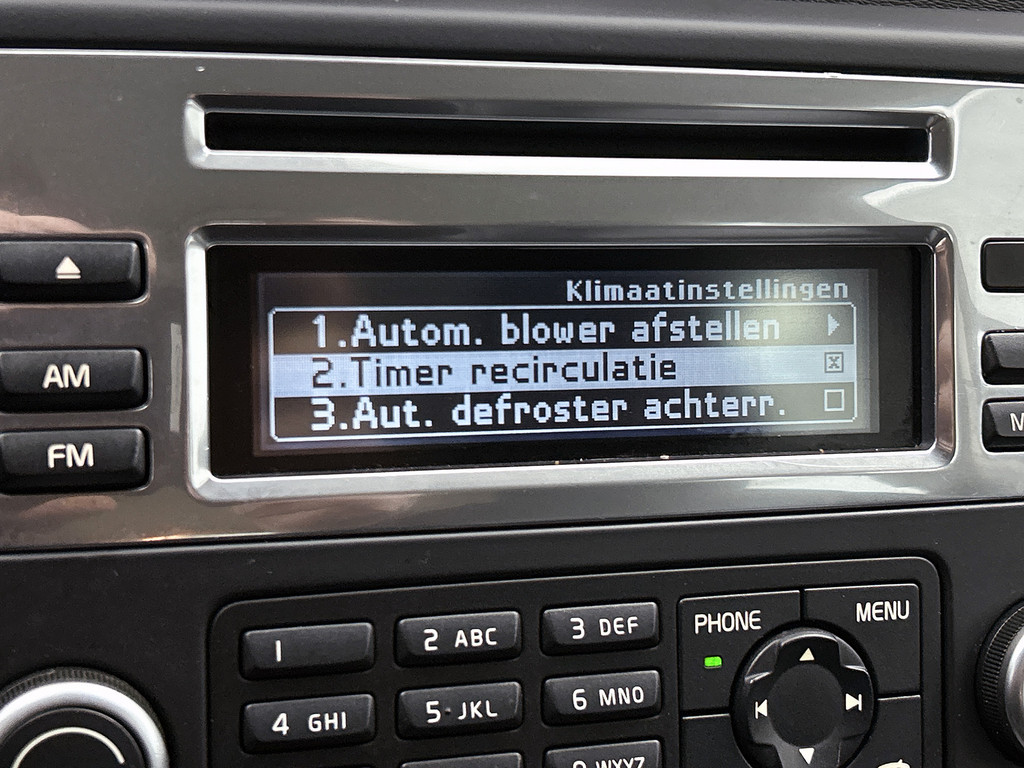 Klimaatinstellingen
1.Autom. blower afstellen
2.Timer recirculatie
3.Aut. defroster achterr.
AM
FM
PHONE
MENU
1
2 ABC
3 DEF
4 GHI
5 JKL
6 MNO